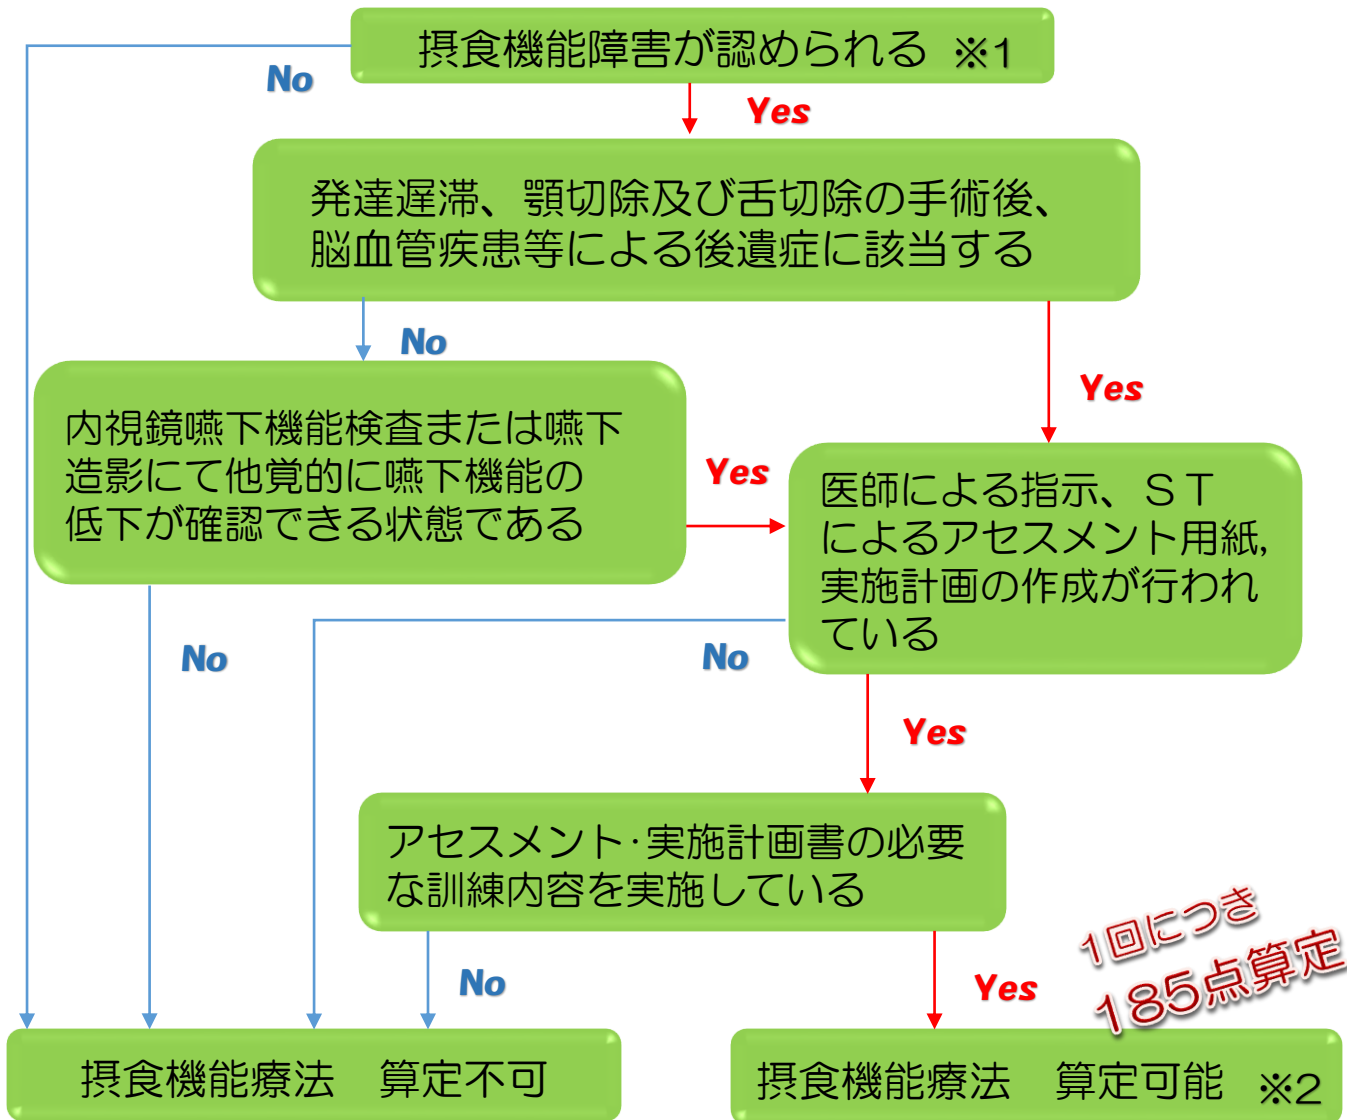 摂食機能障害が認められる ※1
No
Yes
発達遅滞、顎切除及び舌切除の手術後、
脳血管疾患等による後遺症に該当する
No
Yes
内視鏡嚥下機能検査または嚥下
造影にて他覚的に嚥下機能の
低下が確認できる状態である
Yes
医師による指示、ST
によるアセスメント用紙,
実施計画の作成が行われ
ている
No
No
Yes
アセスメント・実施計画書の必要
な訓練内容を実施している
No
Yes
1回につき
185点算定
摂食機能療法 算定不可
摂食機能療法 算定可能 ※2